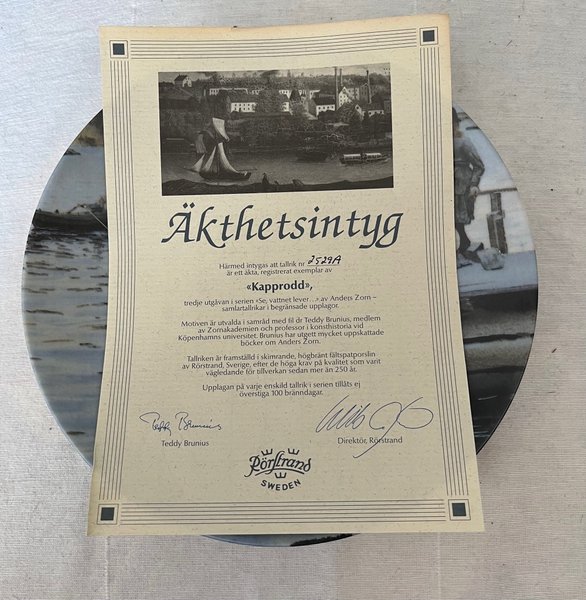 Äkthetsintyg
Härmed intygas att tallrik nr 2529A
är ett äkta, registrerat exemplar av
«Kapprodd»,
tredje utgåvan i serien «Se, vattnet lever…» av Anders Zorn –
samlartallrikar i begränsade upplagor.
Motiven är utvalda i samråd med fil dr Teddy Brunius, medlem
av Zornakademien och professor i konsthistoria vid
Köpenhamns universitet. Brunius har utgett mycket uppskattade
böcker om Anders Zorn.
Tallriken är framställd i skimrande, högbränt fältspatporslin
av Rörstrand, Sverige, efter de höga krav på kvalitet som varit
vägledande för tillverkan sedan mer än 250 år.
Upplagan på varje enskild tallrik i serien tillåts ej
överstiga 100 bränndagar.
Teddy Brunius
Teddy Brunius
Direktör, Rörstrand
Rörstrand
SWEDEN